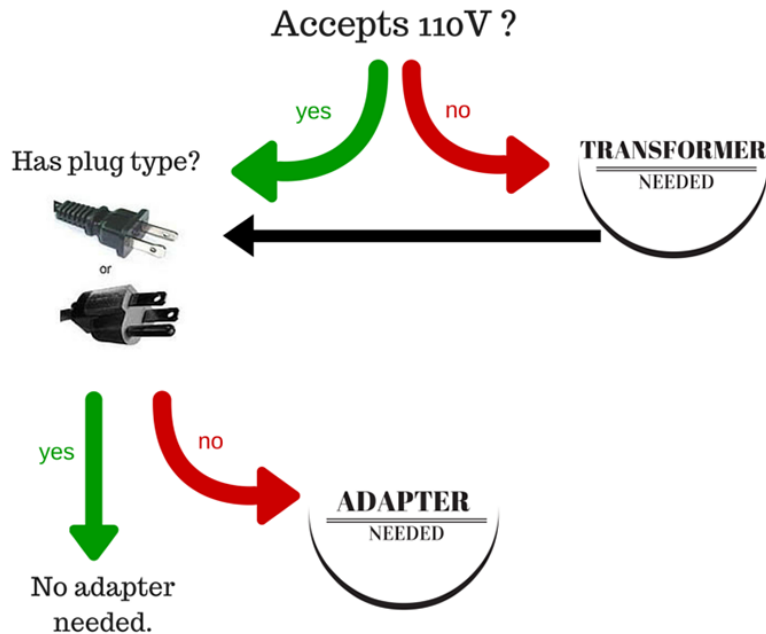 Accepts 110V ?
yes
no
Has plug type?
TRANSFORMER
NEEDED
or
yes
no
ADAPTER
NEEDED
No adapter
needed.